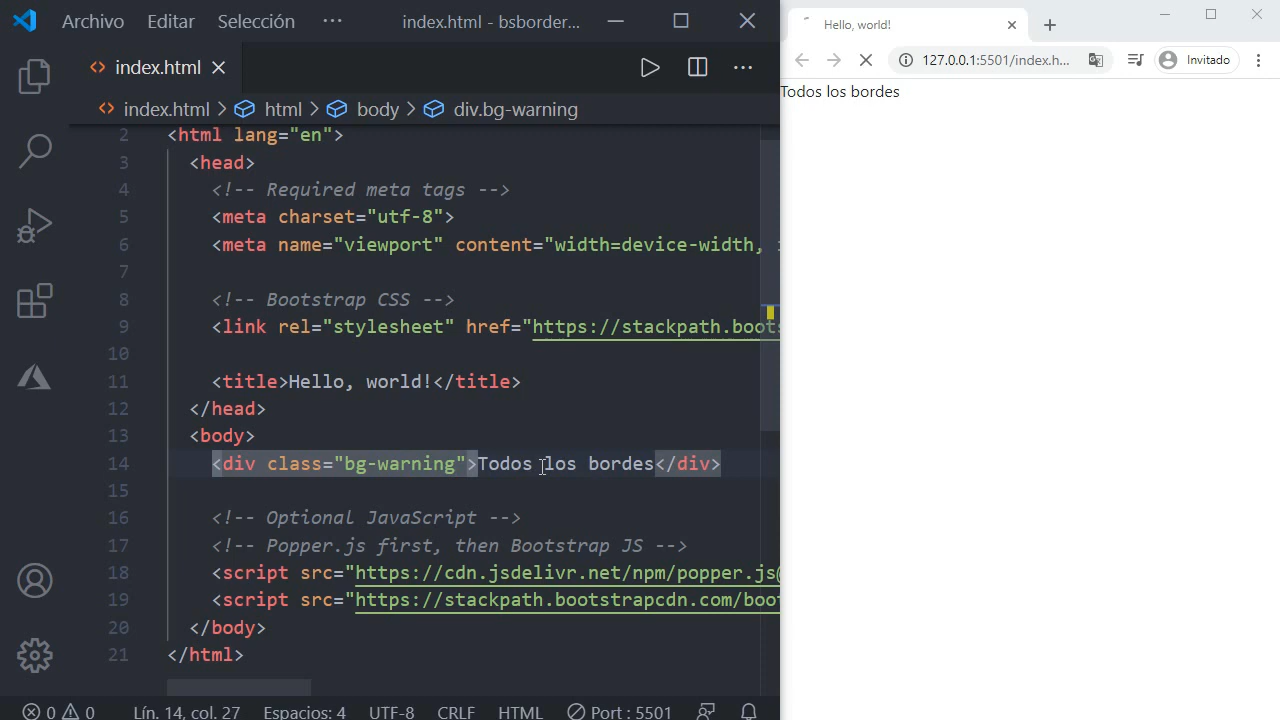 Archivo Editar Selección ··· index.html - bsborder...
index.html
index.html > html > body > div.bg-warning
2 <html lang="en">
3 <head>
4 <!-- Required meta tags -->
5 <meta charset="utf-8">
6 <meta name="viewport" content="width=device-width,
7
8 <!-- Bootstrap CSS -->
9 <link rel="stylesheet" href="https://stackpath.boots
10
11 <title>Hello, world!</title>
12 </head>
13 <body>
14 <div class="bg-warning">Todos los bordes</div>
15
16 <!-- Optional JavaScript -->
17 <!-- Popper.js first, then Bootstrap JS -->
18 <script src="https://cdn.jsdelivr.net/npm/popper.js@
19 <script src="https://stackpath.bootstrapcdn.com/boo
20 </body>
21 </html>
0 0 Lín. 14, col. 27 Espacios: 4 UTF-8 CRLF HTML Port : 5501
Hello, world!
127.0.0.1:5501/index.h... Invitado
Todos los bordes